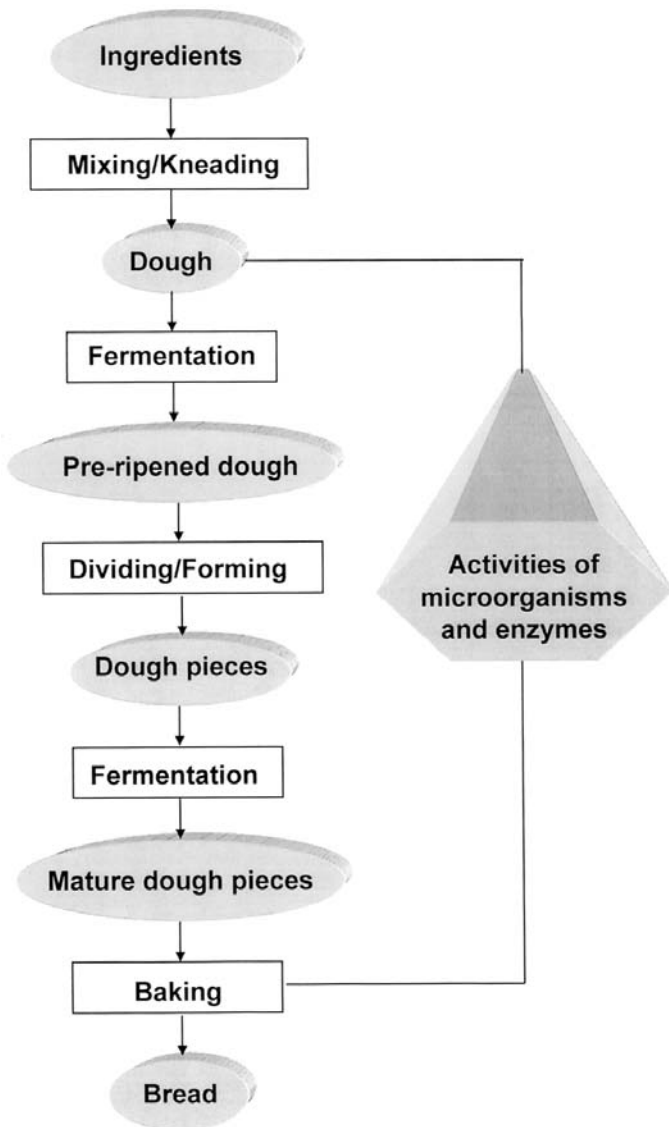 Ingredients
Mixing/Kneading
Dough
Fermentation
Pre-ripened dough
Dividing/Forming
Activities of
microorganisms
and enzymes
Dough pieces
Fermentation
Mature dough pieces
Baking
Bread